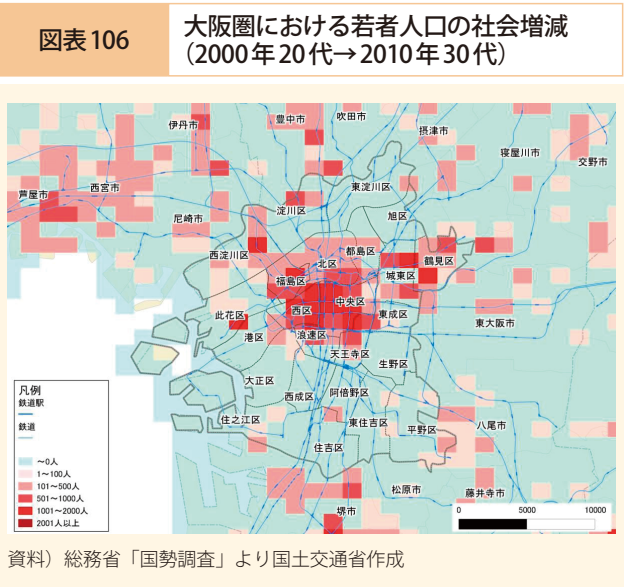 図表106
大阪圏における若者人口の社会増減
（2000年20代→2010年30代）
伊丹市
豊中市
吹田市
摂津市
寝屋川市
交野市
芦屋市
西宮市
尼崎市
東淀川区
淀川区
旭区
西淀川区
都島区
北区
鶴見区
城東区
福島区
中央区
西区
此花区
東成区
東大阪市
港区
浪速区
天王寺区
生野区
大正区
西成区
阿倍野区
住之江区
東住吉区
平野区
八尾市
住吉区
松原市
藤井寺市
堺市
凡例
鉄道駅
鉄道
～0人
1～100人
101～500人
501～1000人
1001～2000人
2001人以上
0 5000 10000
資料）総務省「国勢調査」より国土交通省作成